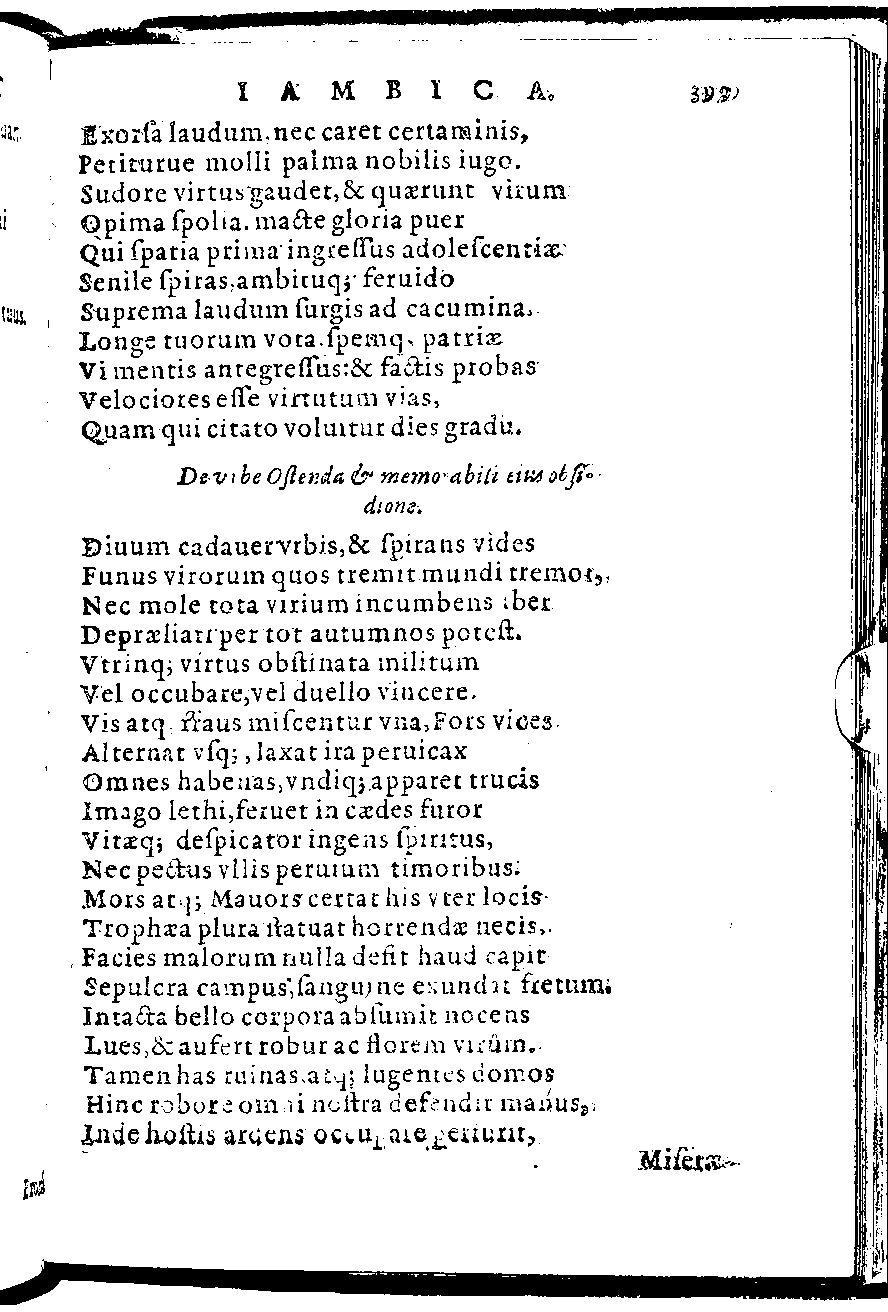 IAMBICA.
Exorsa laudum, nec caret certaminis,
Petiturue molli palma nobilis iugo.
Sudore virtus gaudet, & quærunt virum
Opima ſpolia. macte gloria puer
Qui ſpatia prima ingreſſus adoleſcentiæ
Senile ſpiras, ambituq; feruido
Suprema laudum ſurgis ad cacumina.
Longe tuorum vota, ſpemq, patriæ
Vi mentis antegreſſus: & factis probas
Velociores eſſe virtutum vias,
Quam qui citato voluitur dies gradu.
De vrbe Oſtenda & memorabili eius obſi-
dione.
Diuum cadauer vrbis, & ſpirans vides
Funus virorum quos tremit mundi tremor,
Nec mole tota virium incumbens iber
Depræliari per tot autumnos poteſt.
Vtrinq; virtus obſtinata militum
Vel occubare, vel duello vincere.
Vis atq, fraus miſcentur vna, Fors vices
Alternat vſq; , laxat ira peruicax
Omnes habenas, vndiq; apparet trucis
Imago lethi, feruet in cædes furor
Vitæq; deſpicator ingens ſpiritus,
Nec pectus vllis peruium timoribus.
Mors atq; Mauors certat his vter locis
Trophæa plura ſtatuat horrendæ necis,
Facies malorum nulla deſit haud capit
Sepulcra campus, ſanguine exundat fretum.
Intacta bello corpora abſumit nocens
Lues, & aufert robur ac florem virûm.
Tamen has ruinas, atq; lugentes domos
Hinc robore omni noſtra defendit manus,
Inde hoſtis ardens occupare geſtiunt,
Miſeræ